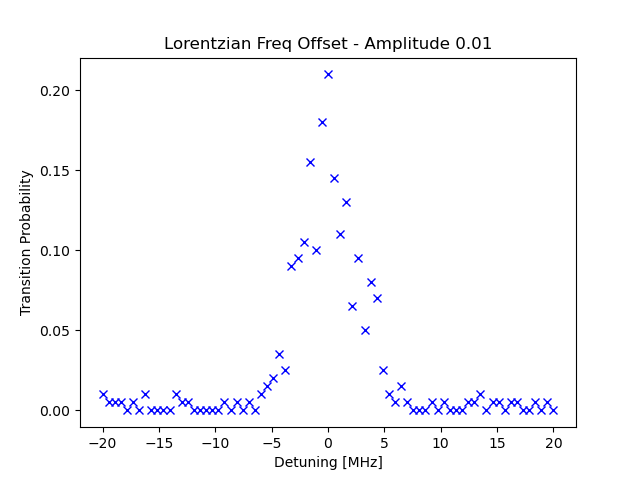 Lorentzian Freq Offset - Amplitude 0.01
Transition Probability
0.20
0.15
0.10
0.05
0.00
−20 −15 −10 −5 0 5 10 15 20
Detuning [MHz]